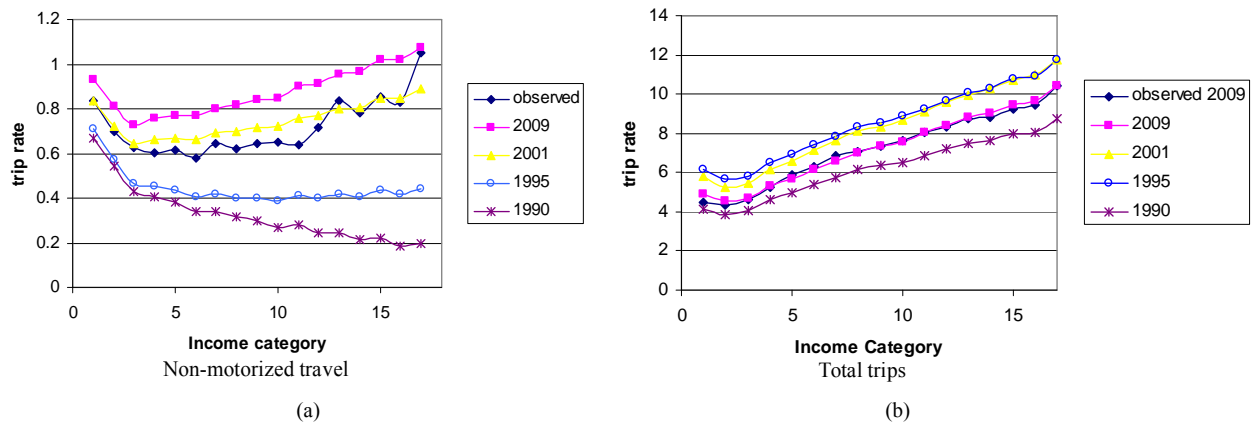 1.2
1
0.8
0.6
0.4
0.2
0
trip rate
0 5 10 15
Income category
observed
2009
2001
1995
1990
Non-motorized travel
(a)
14
12
10
8
6
4
2
0
trip rate
0 5 10 15
Income Category
observed 2009
2009
2001
1995
1990
Total trips
(b)